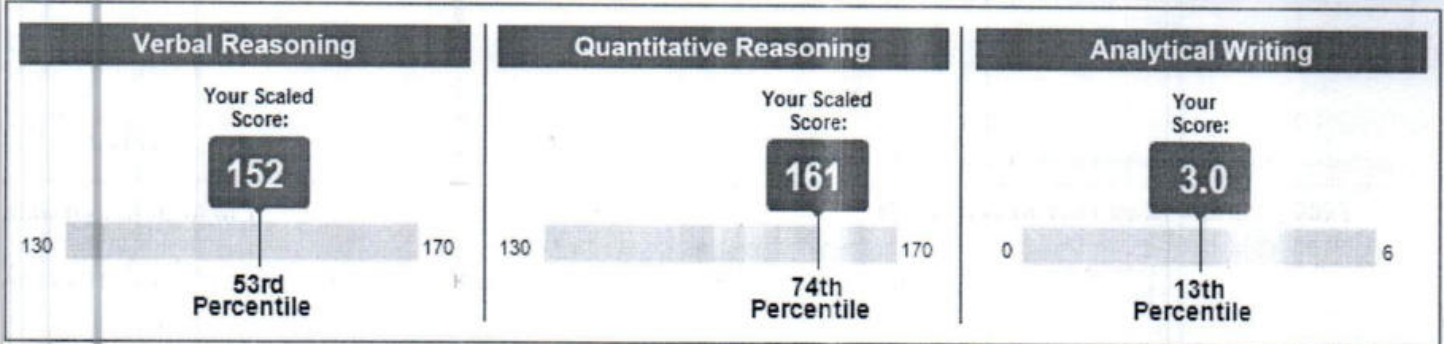 Verbal Reasoning
Your Scaled
Score:
152
130
170
53rd
Percentile
Quantitative Reasoning
Your Scaled
Score:
161
130
170
74th
Percentile
Analytical Writing
Your
Score:
3.0
0
6
13th
Percentile